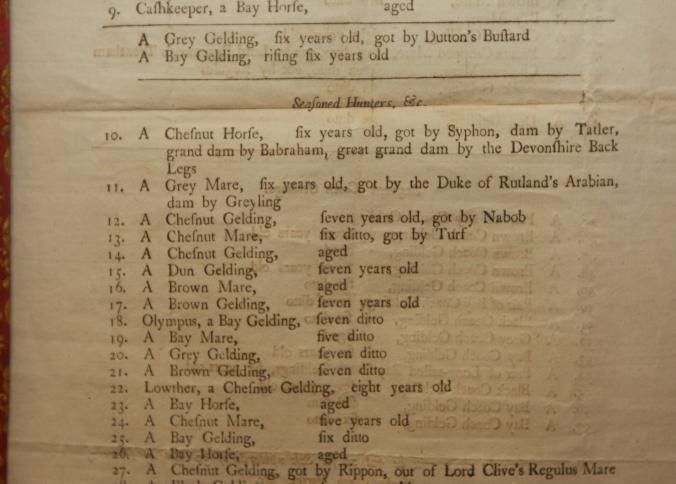 9. Caſhkeeper, a Bay Horſe, aged
A Grey Gelding, ſix years old, got by Dutton's Buſtard
A Bay Gelding, riſing ſix years old
Seaſoned Hunters, &c.
10. A Cheſnut Horſe, ſix years old, got by Syphon, dam by Tatler,
grand dam by Babraham, great grand dam by the Devonſhire Back
Legs
11. A Grey Mare, ſix years old, got by the Duke of Rutland's Arabian,
dam by Greyling
12. A Cheſnut Gelding, ſeven years old, got by Nabob
13. A Cheſnut Mare, ſix ditto, got by Turf
14. A Cheſnut Gelding, aged
15. A Dun Gelding, ſeven years old
16. A Brown Mare, aged
17. A Brown Gelding, ſeven years old
18. Olympus, a Bay Gelding, ſeven ditto
19. A Bay Mare, five ditto
20. A Grey Gelding, ſeven ditto
21. A Brown Gelding, ſeven ditto
22. Lowther, a Cheſnut Gelding, eight years old
23. A Bay Horſe, aged
24. A Cheſnut Mare, five years old
25. A Bay Gelding, ſix ditto
26. A Bay Horſe, aged
27. A Cheſnut Gelding, got by Rippon, out of Lord Clive's Regulus Mare